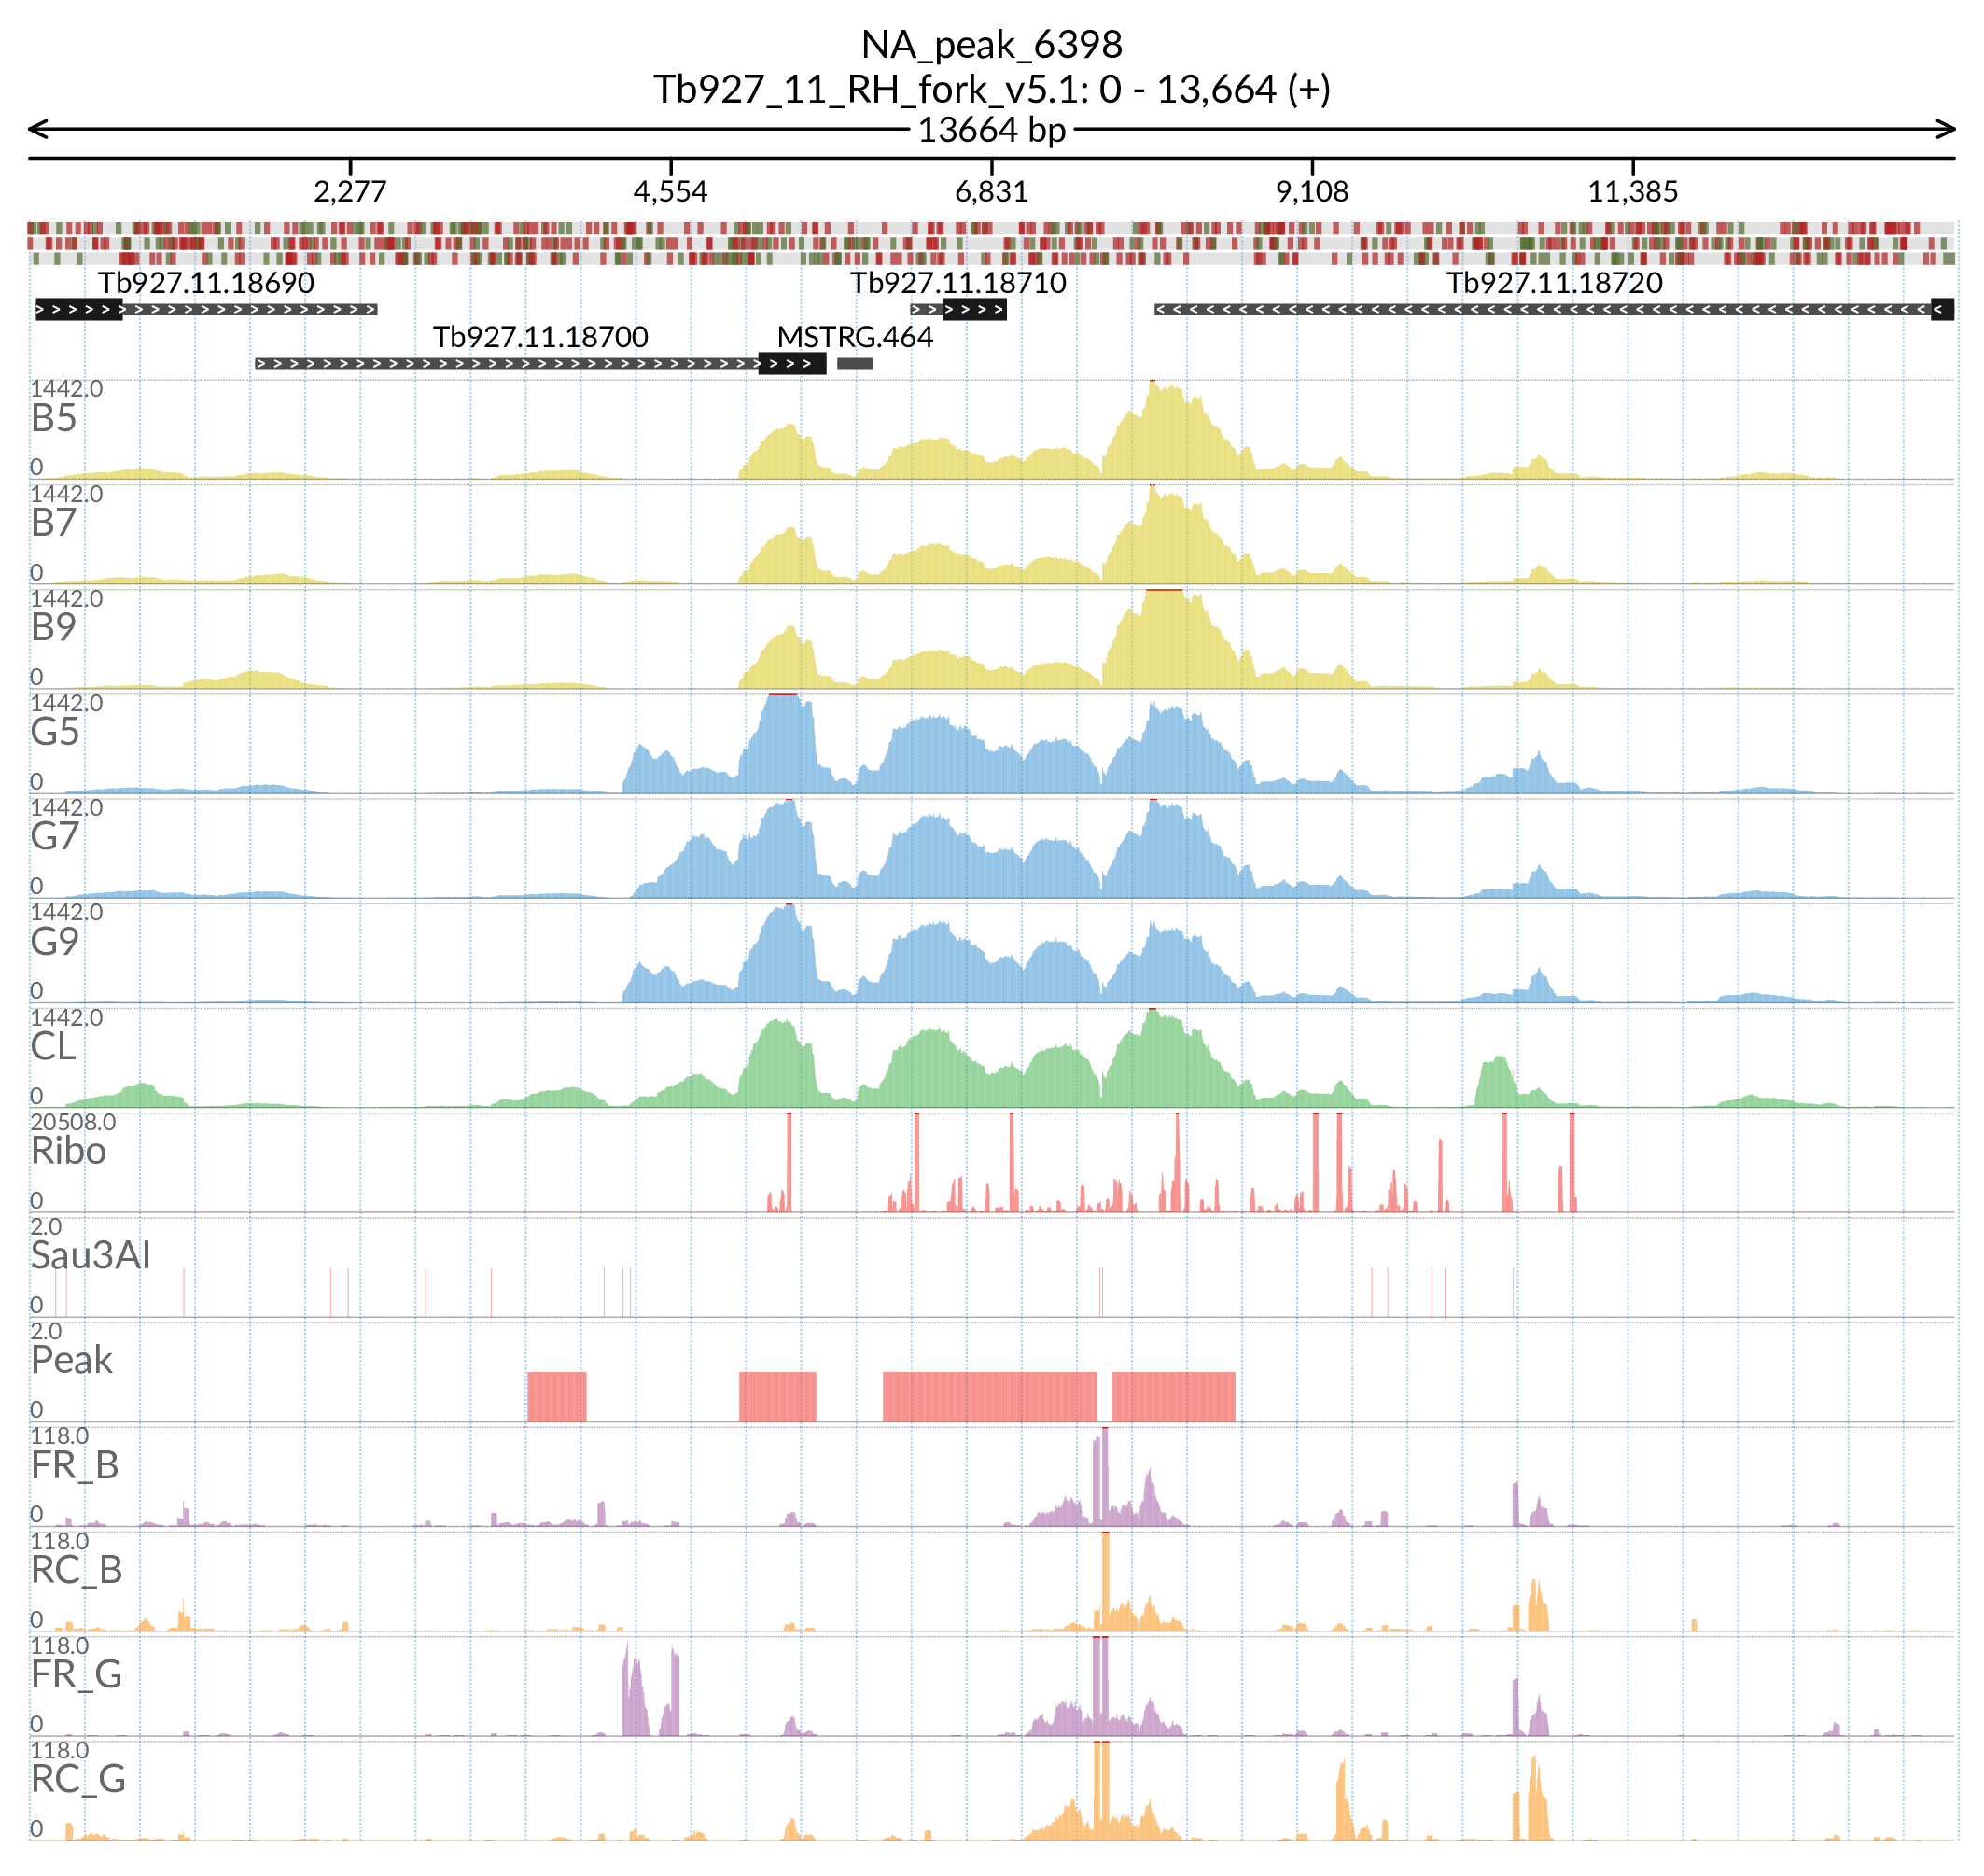 NA_peak_6398
Tb927_11_RH_fork_v5.1: 0 - 13,664 (+)
13664 bp
2,277 4,554 6,831 9,108 11,385
Tb927.11.18690 Tb927.11.18710 Tb927.11.18720
Tb927.11.18700 MSTRG.464
1442.0
B5
0
1442.0
B7
0
1442.0
B9
0
1442.0
G5
0
1442.0
G7
0
1442.0
G9
0
1442.0
CL
0
20508.0
Ribo
0
2.0
Sau3AI
0
2.0
Peak
0
118.0
FR_B
0
118.0
RC_B
0
118.0
FR_G
0
118.0
RC_G
0